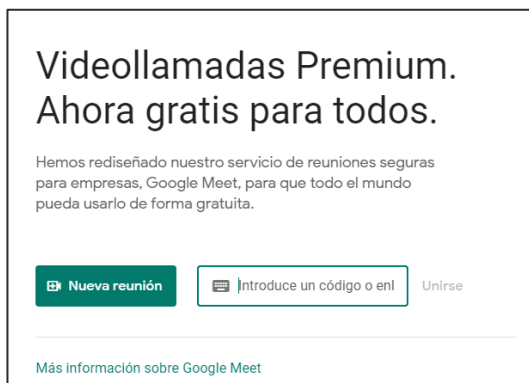 Videollamadas Premium.
Ahora gratis para todos.
Hemos rediseñado nuestro servicio de reuniones seguras
para empresas, Google Meet, para que todo el mundo
pueda usarlo de forma gratuita.
Nueva reunión Introduce un código o enl Unirse
Más información sobre Google Meet